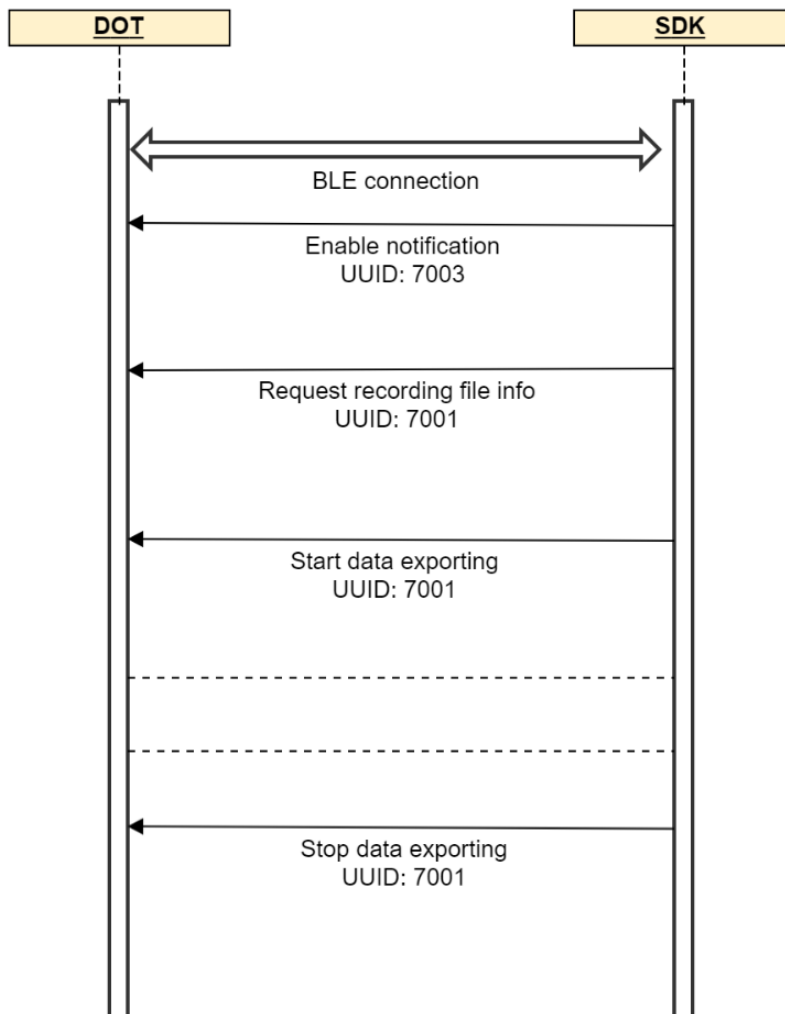 DOT
SDK
BLE connection
Enable notification
UUID: 7003
Request recording file info
UUID: 7001
Start data exporting
UUID: 7001
Stop data exporting
UUID: 7001